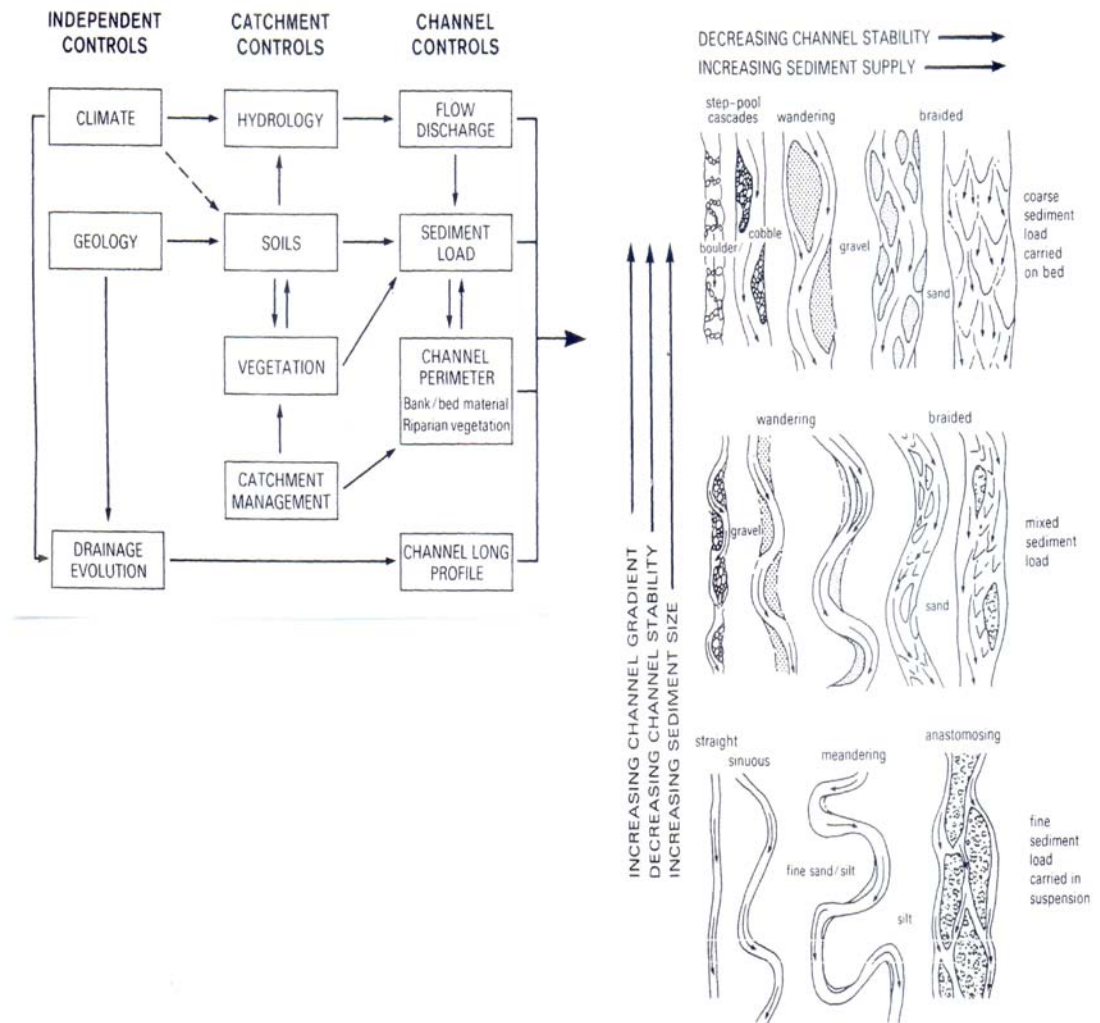 INDEPENDENT
CONTROLS
CATCHMENT
CONTROLS
CHANNEL
CONTROLS
CLIMATE
HYDROLOGY
FLOW
DISCHARGE
GEOLOGY
SOILS
SEDIMENT
LOAD
VEGETATION
CHANNEL
PERIMETER
Bank/bed material
Riparian vegetation
CATCHMENT
MANAGEMENT
DRAINAGE
EVOLUTION
CHANNEL LONG
PROFILE
DECREASING CHANNEL STABILITY
INCREASING SEDIMENT SUPPLY
step-pool
cascades
wandering
braided
boulder/
cobble
gravel
sand
coarse
sediment
load
carried
on bed
wandering
braided
gravel
sand
mixed
sediment
load
INCREASING CHANNEL GRADIENT
DECREASING CHANNEL STABILITY
INCREASING SEDIMENT SIZE
straight
sinuous
meandering
anastomosing
fine sand/silt
silt
fine
sediment
load
carried in
suspension